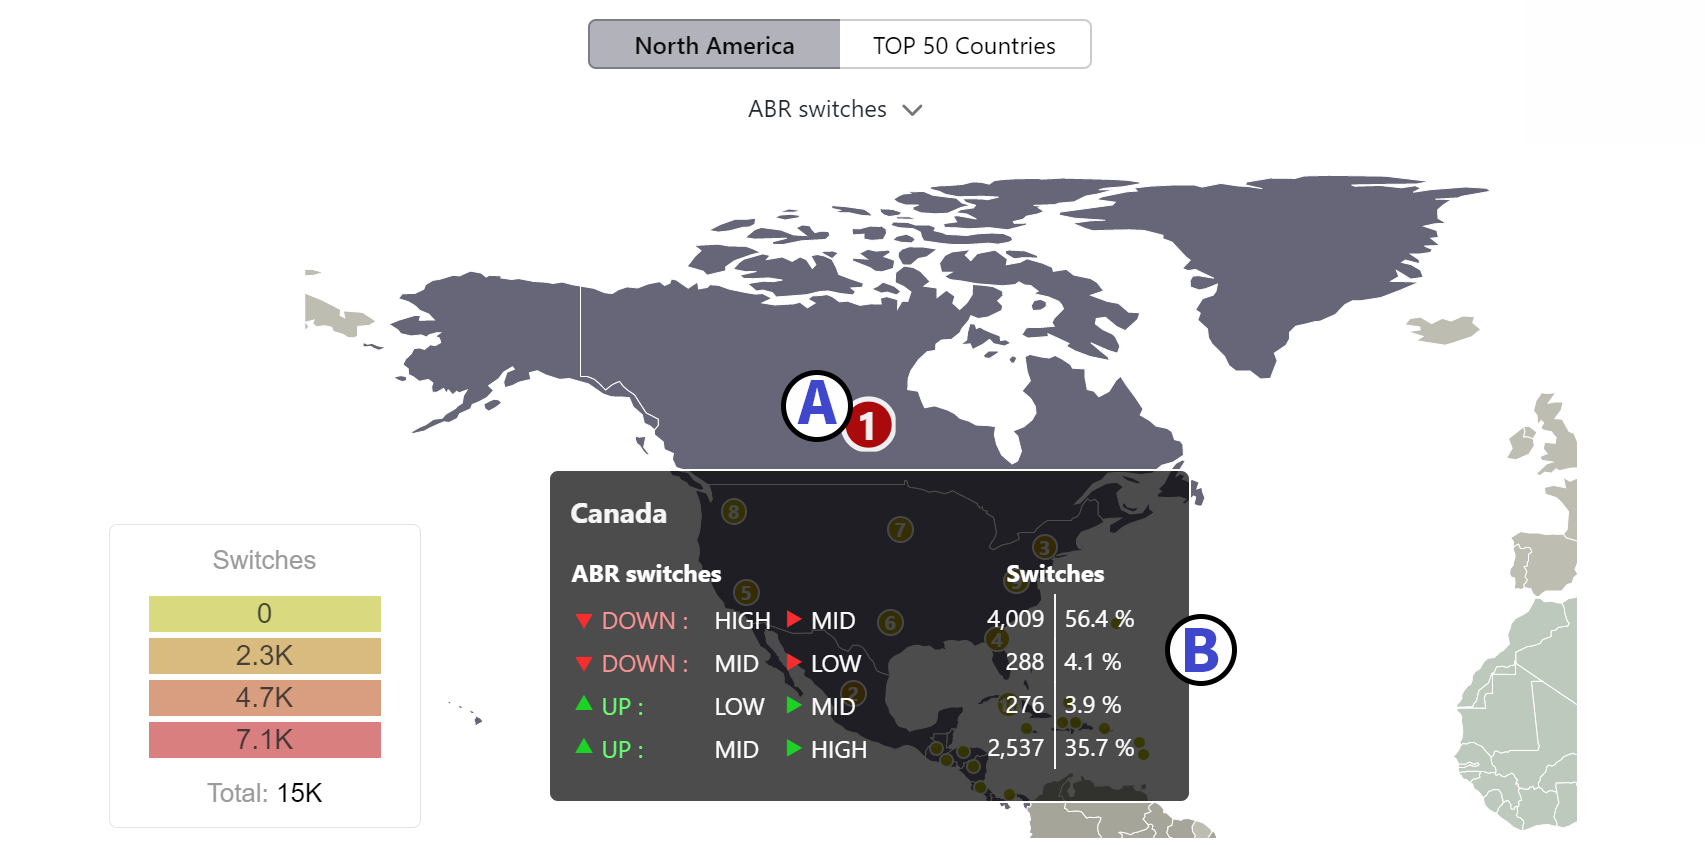 North America TOP 50 Countries
ABR switches
A
1
Canada
8
7
3
ABR switches Switches
5
DOWN : HIGH MID 4,009 56.4 %
6
4
DOWN : MID LOW 288 4.1 %
B
2
UP : LOW MID 276 3.9 %
UP : MID HIGH 2,537 35.7 %
Switches
0
2.3K
4.7K
7.1K
Total: 15K